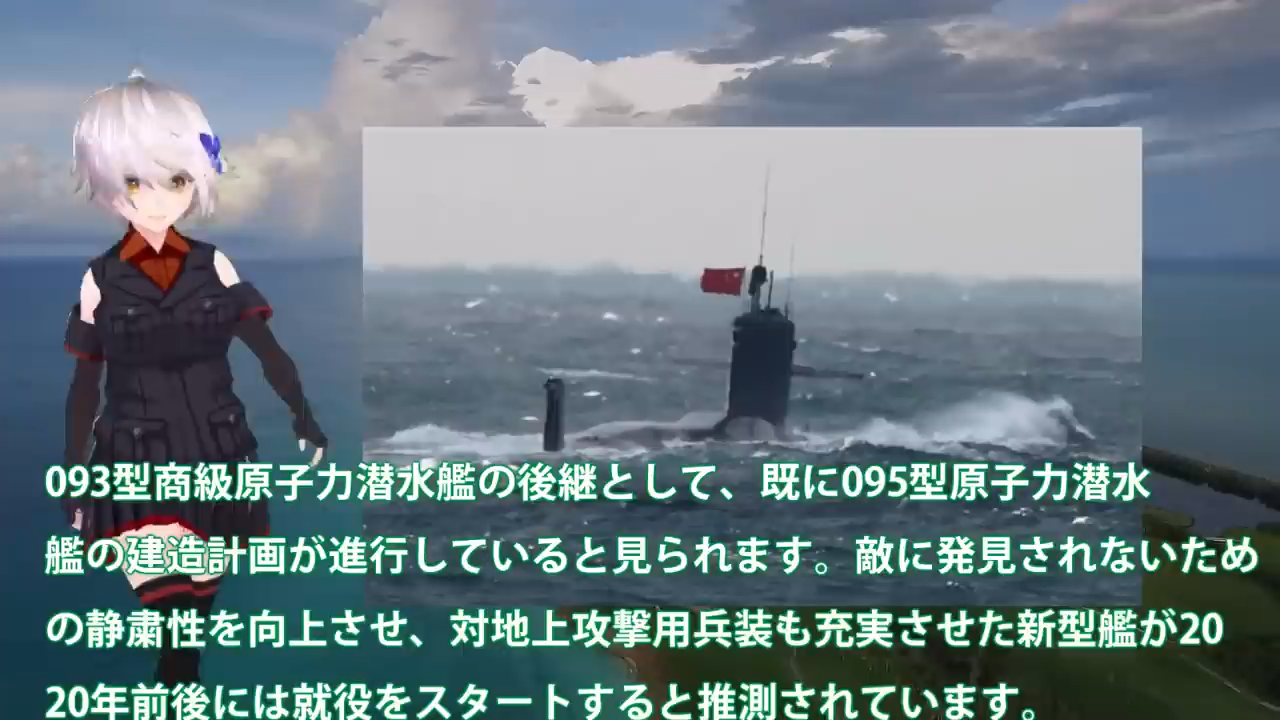 093型商級原子力潜水艦の後継として、既に095型原子力潜水
艦の建造計画が進行していると見られます。敵に発見されないため
の静粛性を向上させ、対地上攻撃用兵装も充実させた新型艦が20
20年前後には就役をスタートすると推測されています。